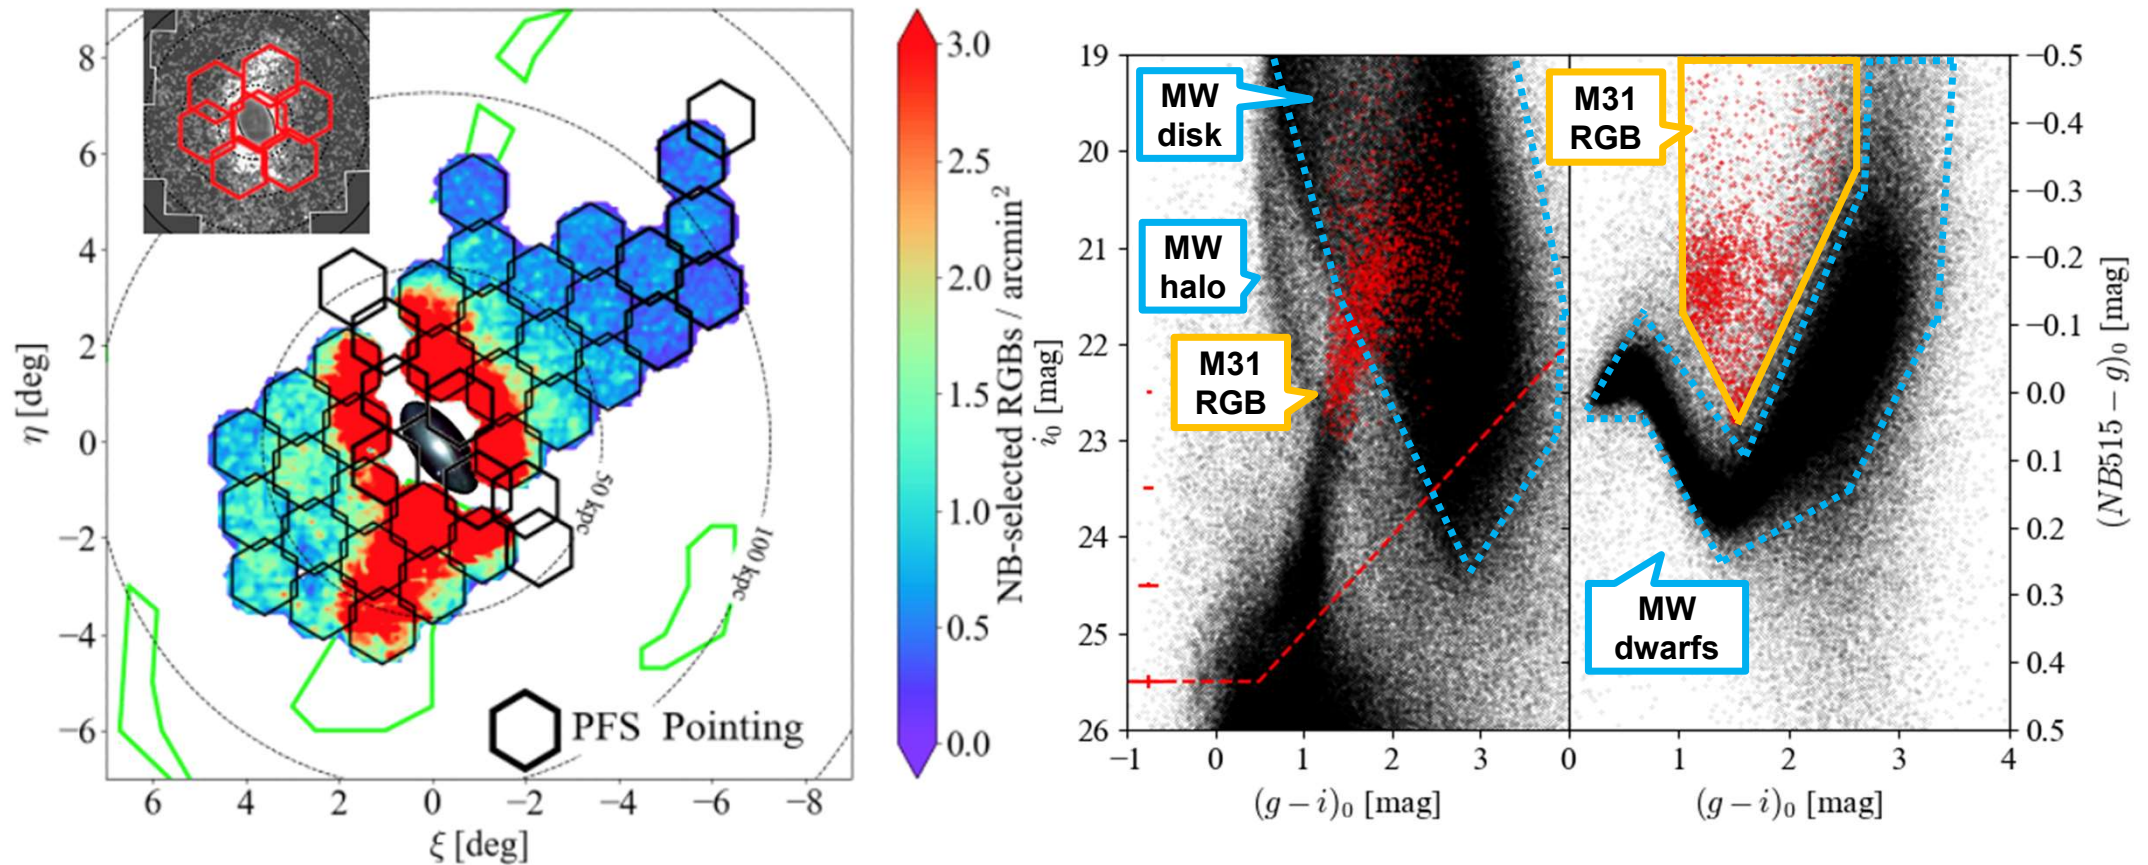 8
6
4
2
0
−2
−4
−6
η [deg]
6
4
2
0
−2
−4
−6
−8
ξ [deg]
50 kpc
100 kpc
PFS Pointing
3.0
2.5
2.0
1.5
1.0
0.5
0.0
NB-selected RGBs / arcmin²
19
20
21
22
23
24
25
26
i₀ [mag]
MW
disk
MW
halo
M31
RGB
−1
0
1
2
3
(g − i)₀ [mag]
M31
RGB
MW
dwarfs
0
1
2
3
4
(g − i)₀ [mag]
−0.5
−0.4
−0.3
−0.2
−0.1
0.0
0.1
0.2
0.3
0.4
0.5
(NB515 − g)₀ [mag]